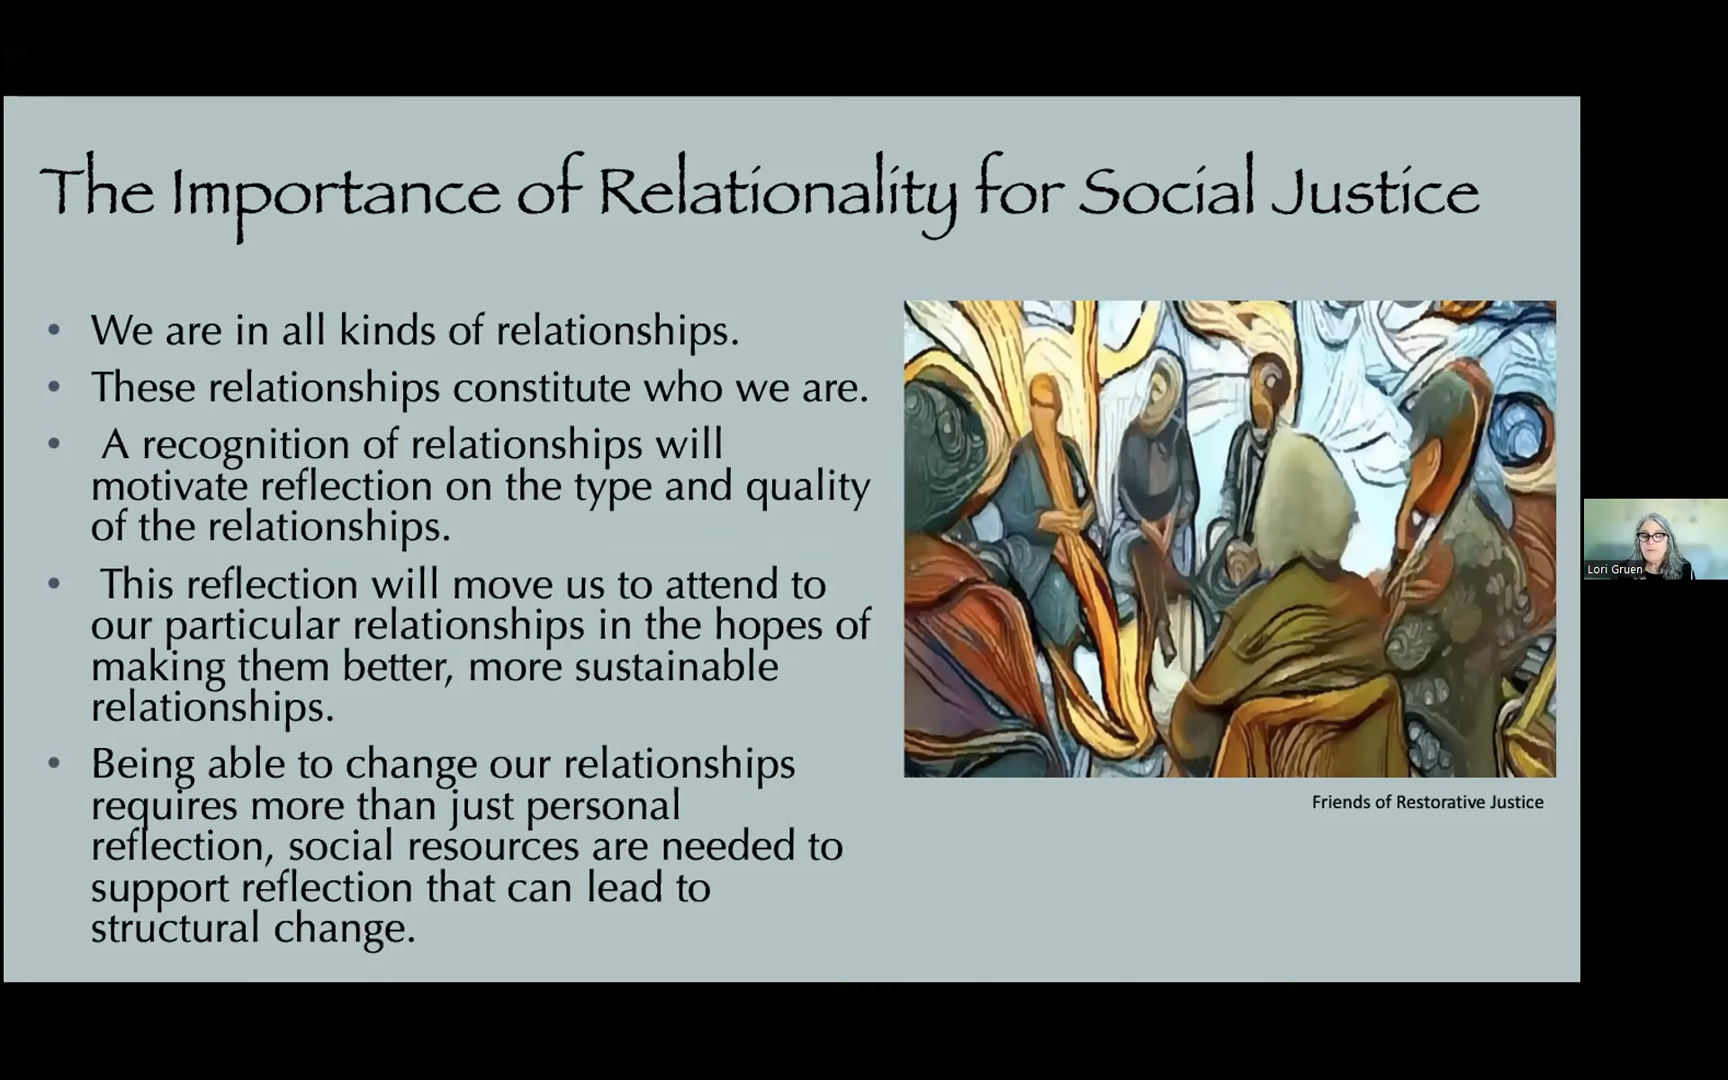 The Importance of Relationality for Social Justice
• We are in all kinds of relationships.
• These relationships constitute who we are.
• A recognition of relationships will
motivate reflection on the type and quality
of the relationships.
• This reflection will move us to attend to
our particular relationships in the hopes of
making them better, more sustainable
relationships.
• Being able to change our relationships
requires more than just personal
reflection, social resources are needed to
support reflection that can lead to
structural change.
Friends of Restorative Justice
Lori Gruen